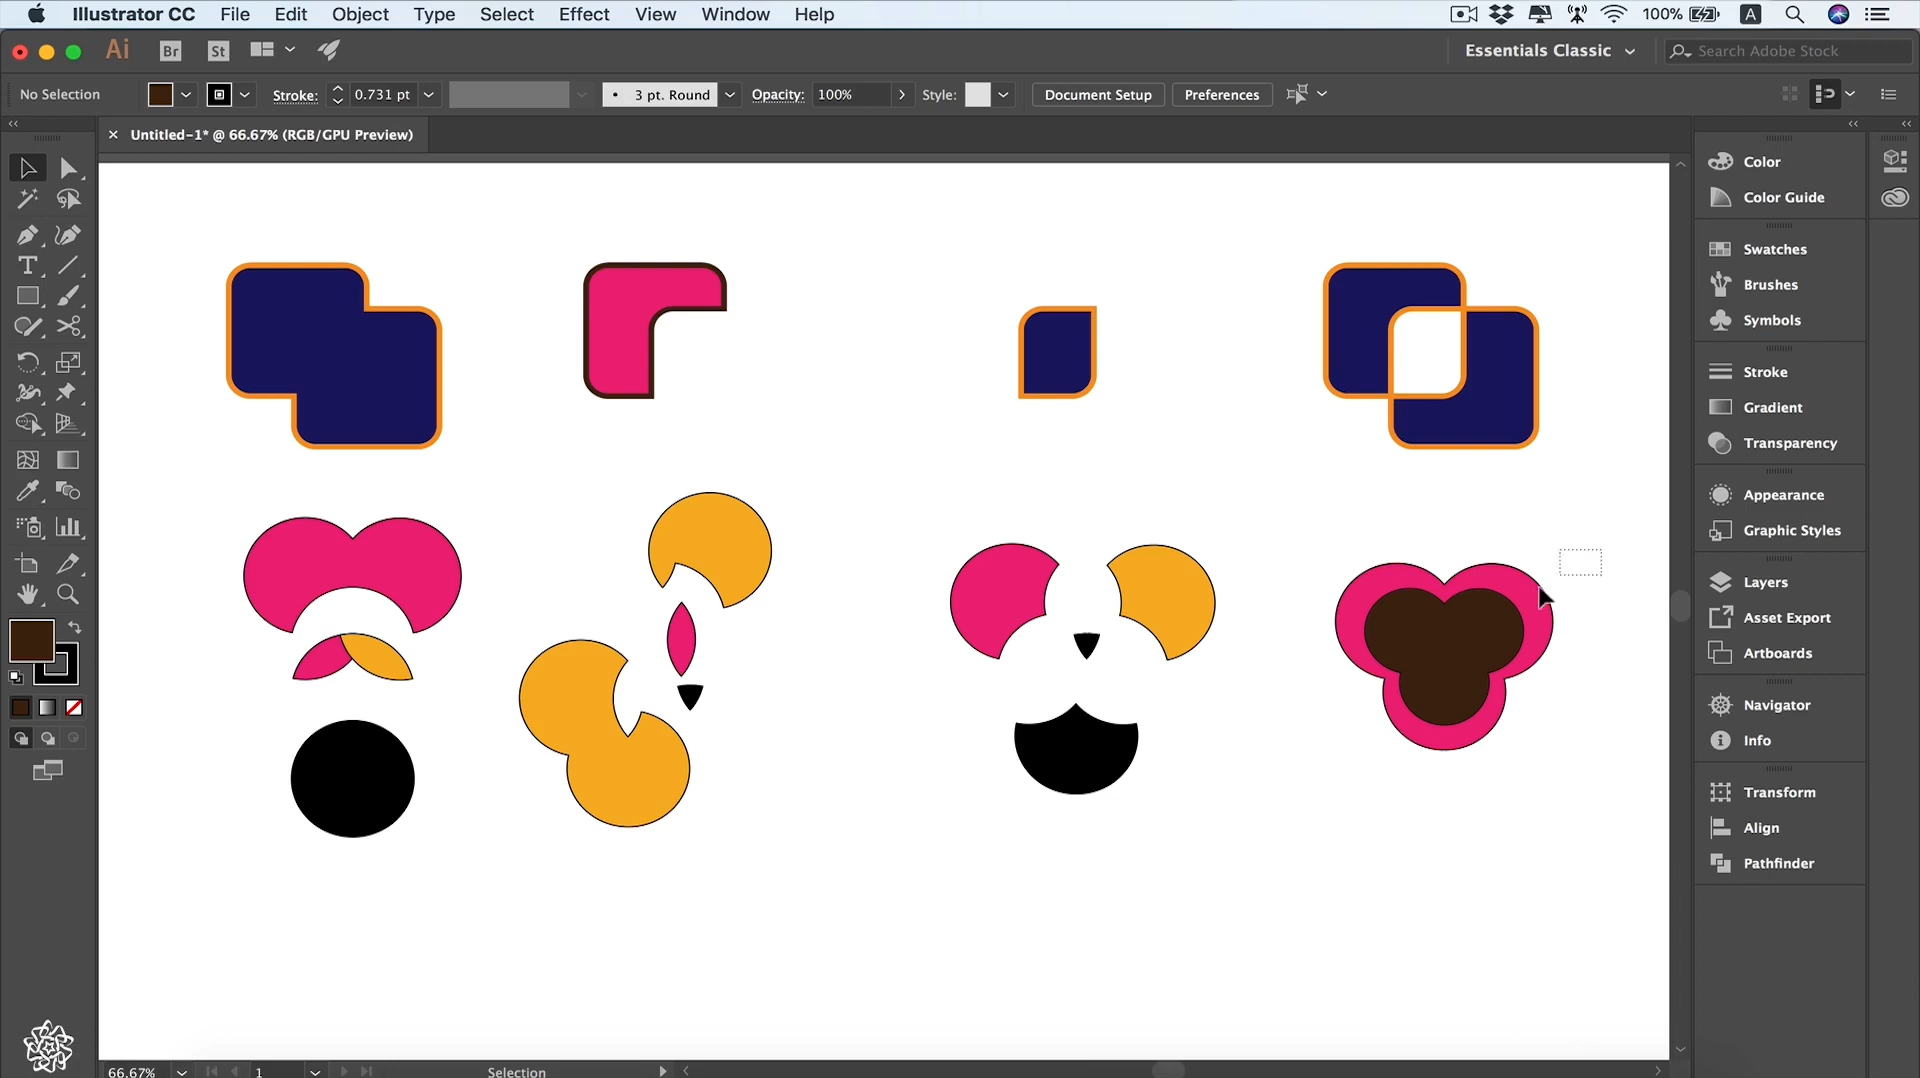 Illustrator CC File Edit Object Type Select Effect View Window Help 100% A
Ai Br St Essentials Classic Search Adobe Stock
No Selection Stroke: 0.731 pt 3 pt. Round Opacity: 100% Style: Document Setup Preferences
Untitled-1* @ 66.67% (RGB/GPU Preview)
Color
Color Guide
Swatches
Brushes
Symbols
Stroke
Gradient
Transparency
Appearance
Graphic Styles
Layers
Asset Export
Artboards
Navigator
Info
Transform
Align
Pathfinder
66.67% 1 Selection